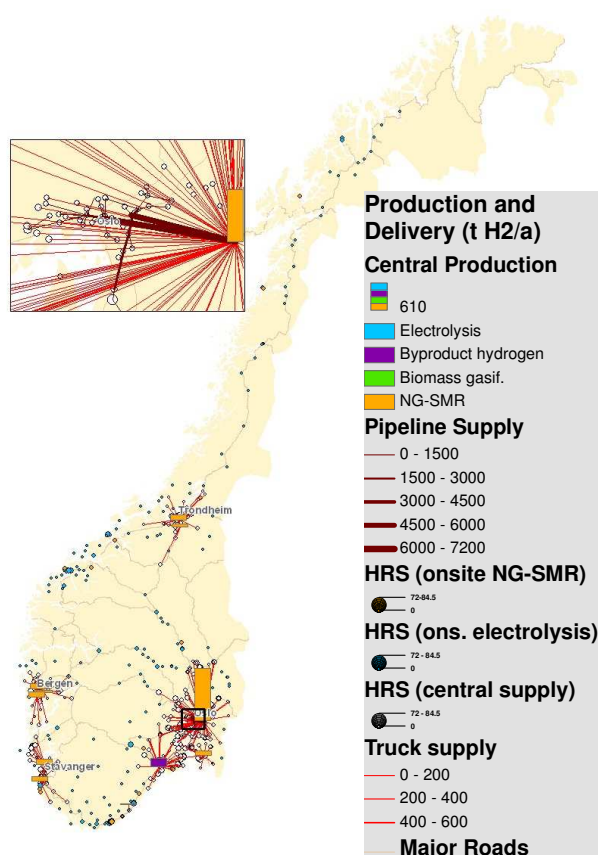 Production and
Delivery (t H2/a)
Central Production
610
Electrolysis
Byproduct hydrogen
Biomass gasif.
NG-SMR
Pipeline Supply
0 - 1500
1500 - 3000
3000 - 4500
4500 - 6000
6000 - 7200
HRS (onsite NG-SMR)
72-84.5
0
HRS (ons. electrolysis)
72 - 84.5
0
HRS (central supply)
72 - 84.5
0
Truck supply
0 - 200
200 - 400
400 - 600
Major Roads
Oslo
Trondheim
Bergen
Oslo
Stavanger